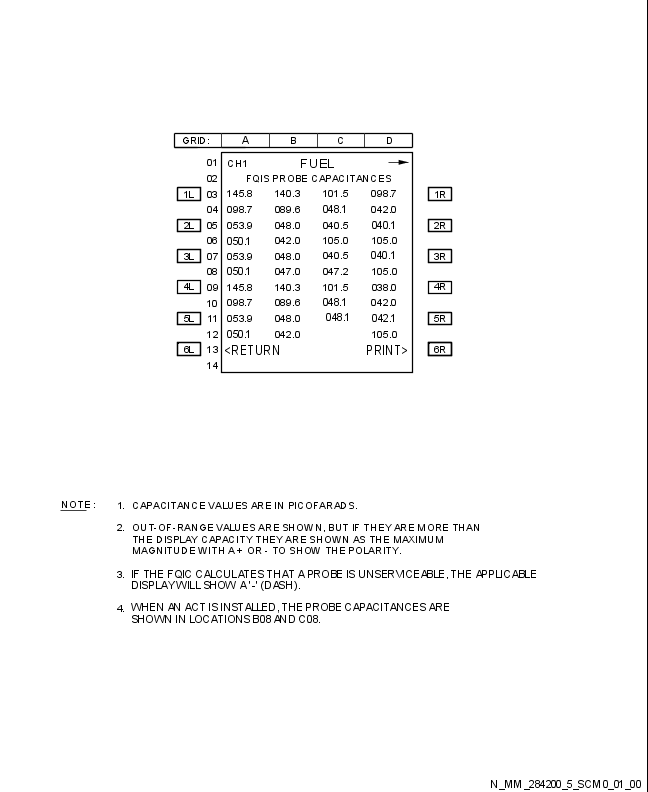 GRID: A B C D
01 CH1 FUEL →
02 FQIS PROBE CAPACITANCES
1L 03 145.8 140.3 101.5 098.7 1R
04 098.7 089.6 048.1 042.0
2L 05 053.9 048.0 040.5 040.1 2R
06 050.1 042.0 105.0 105.0
3L 07 053.9 048.0 040.5 040.1 3R
08 050.1 047.0 047.2 105.0
4L 09 145.8 140.3 101.5 038.0 4R
10 098.7 089.6 048.1 042.0
5L 11 053.9 048.0 048.1 042.1 5R
12 050.1 042.0 105.0
6L 13 <RETURN PRINT> 6R
14
NOTE: 1. CAPACITANCE VALUES ARE IN PICOFARADS.
2. OUT-OF-RANGE VALUES ARE SHOWN, BUT IF THEY ARE MORE THAN
THE DISPLAY CAPACITY THEY ARE SHOWN AS THE MAXIMUM
MAGNITUDE WITH A + OR - TO SHOW THE POLARITY.
3. IF THE FQIC CALCULATES THAT A PROBE IS UNSERVICEABLE, THE APPLICABLE
DISPLAY WILL SHOW A '-' (DASH).
4. WHEN AN ACT IS INSTALLED, THE PROBE CAPACITANCES ARE
SHOWN IN LOCATIONS B08 AND C08.
N_MM_284200_5_SCM0_01_00